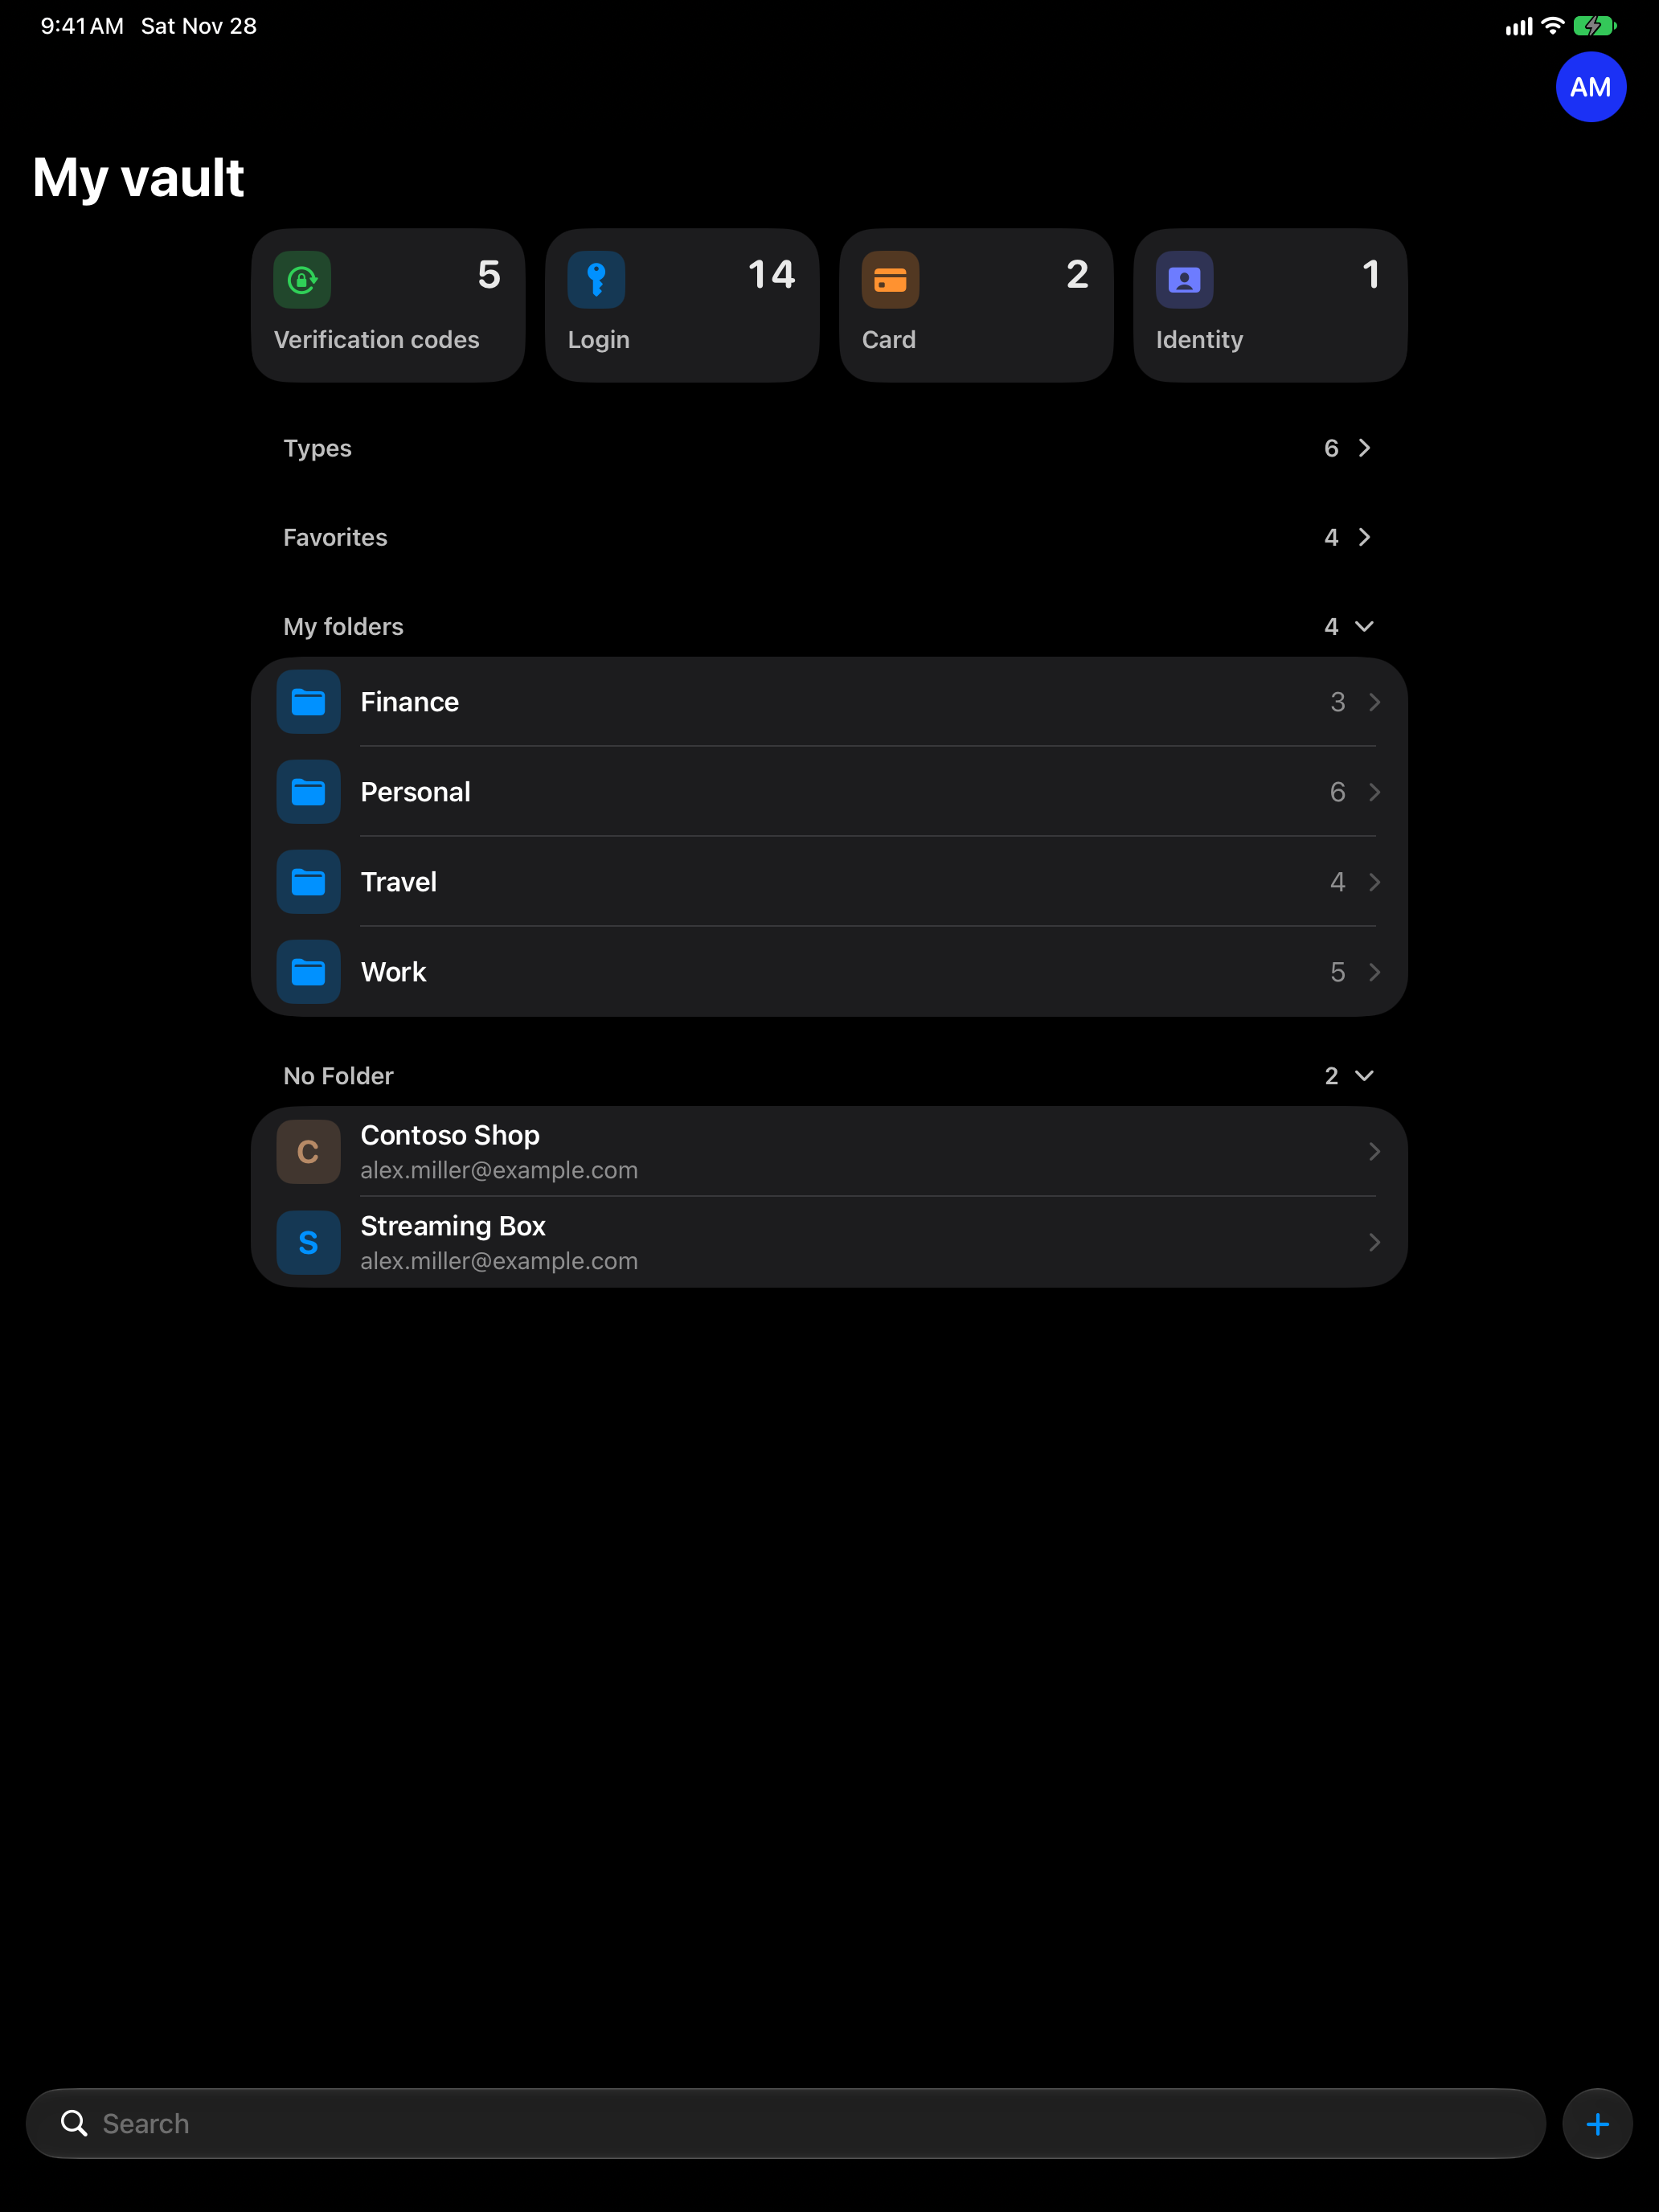 9:41 AM Sat Nov 28
AM
My vault
5
Verification codes
14
Login
2
Card
1
Identity
Types 6
Favorites 4
My folders 4
Finance 3
Personal 6
Travel 4
Work 5
No Folder 2
C
Contoso Shop
alex.miller@example.com
S
Streaming Box
alex.miller@example.com
Search